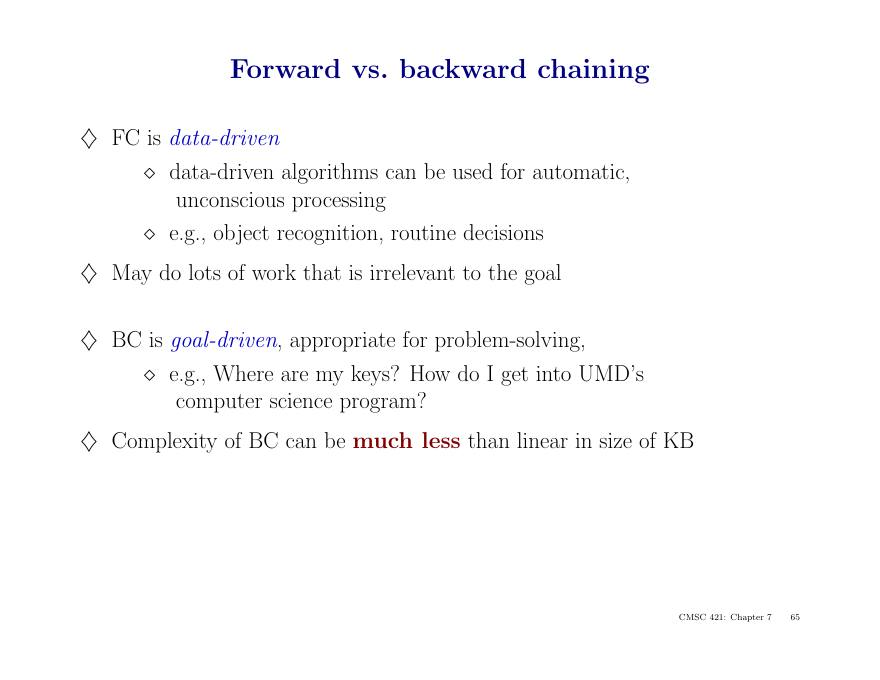 Forward vs. backward chaining
♢ FC is data-driven
⋄ data-driven algorithms can be used for automatic,
unconscious processing
⋄ e.g., object recognition, routine decisions
♢ May do lots of work that is irrelevant to the goal
♢ BC is goal-driven, appropriate for problem-solving,
⋄ e.g., Where are my keys? How do I get into UMD's
computer science program?
♢ Complexity of BC can be much less than linear in size of KB
CMSC 421: Chapter 7 65